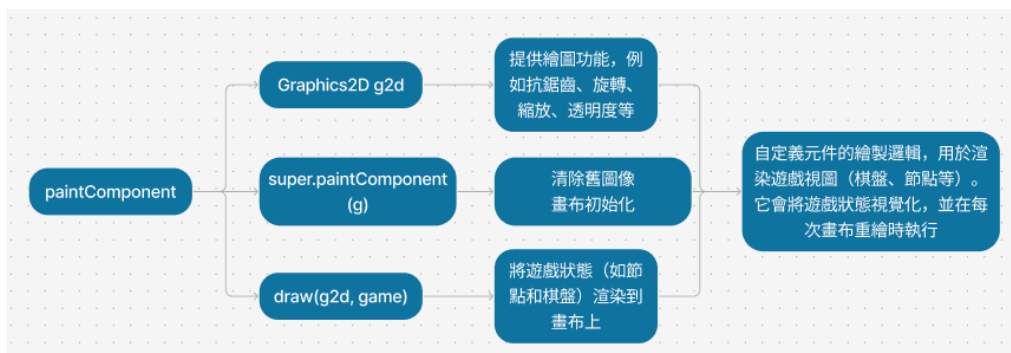 paintComponent
Graphics2D g2d
提供繪圖功能，例
如抗鋸齒、旋轉、
縮放、透明度等
super.paintComponent
(g)
清除舊圖像
畫布初始化
draw(g2d, game)
將遊戲狀態（如節
點和棋盤）渲染到
畫布上
自定義元件的繪製邏輯，用於渲
染遊戲視圖（棋盤、節點等）。
它會將遊戲狀態視覺化，並在每
次畫布重繪時執行